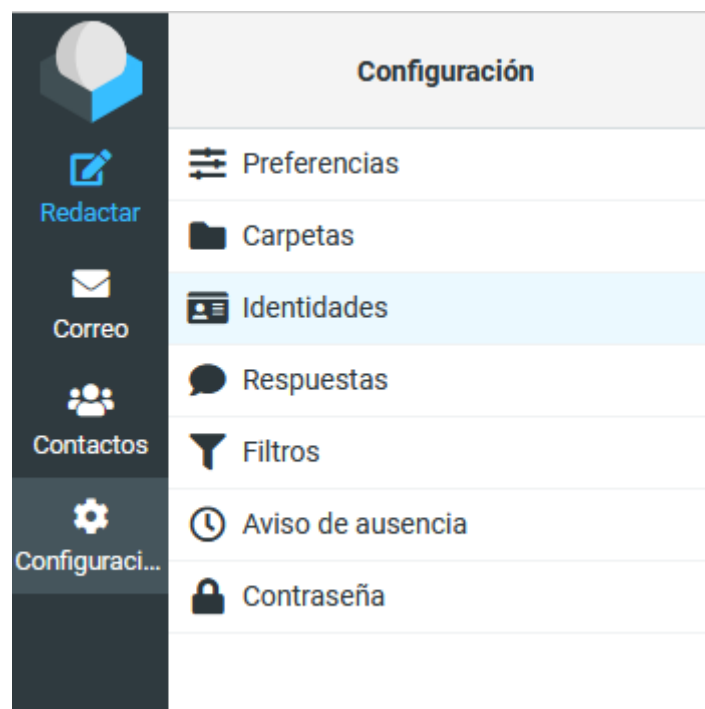 Configuración
Redactar
Correo
Contactos
Configuraci...
Preferencias
Carpetas
Identidades
Respuestas
Filtros
Aviso de ausencia
Contraseña